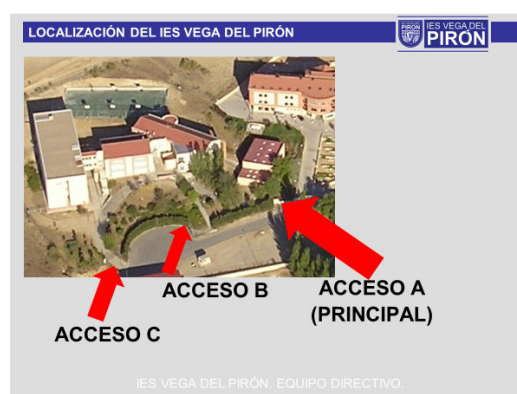 LOCALIZACIÓN DEL IES VEGA DEL PIRÓN
PIRÓN
IES VEGA DEL
PIRÓN
ACCESO B
ACCESO A
(PRINCIPAL)
ACCESO C
IES VEGA DEL PIRÓN. EQUIPO DIRECTIVO.